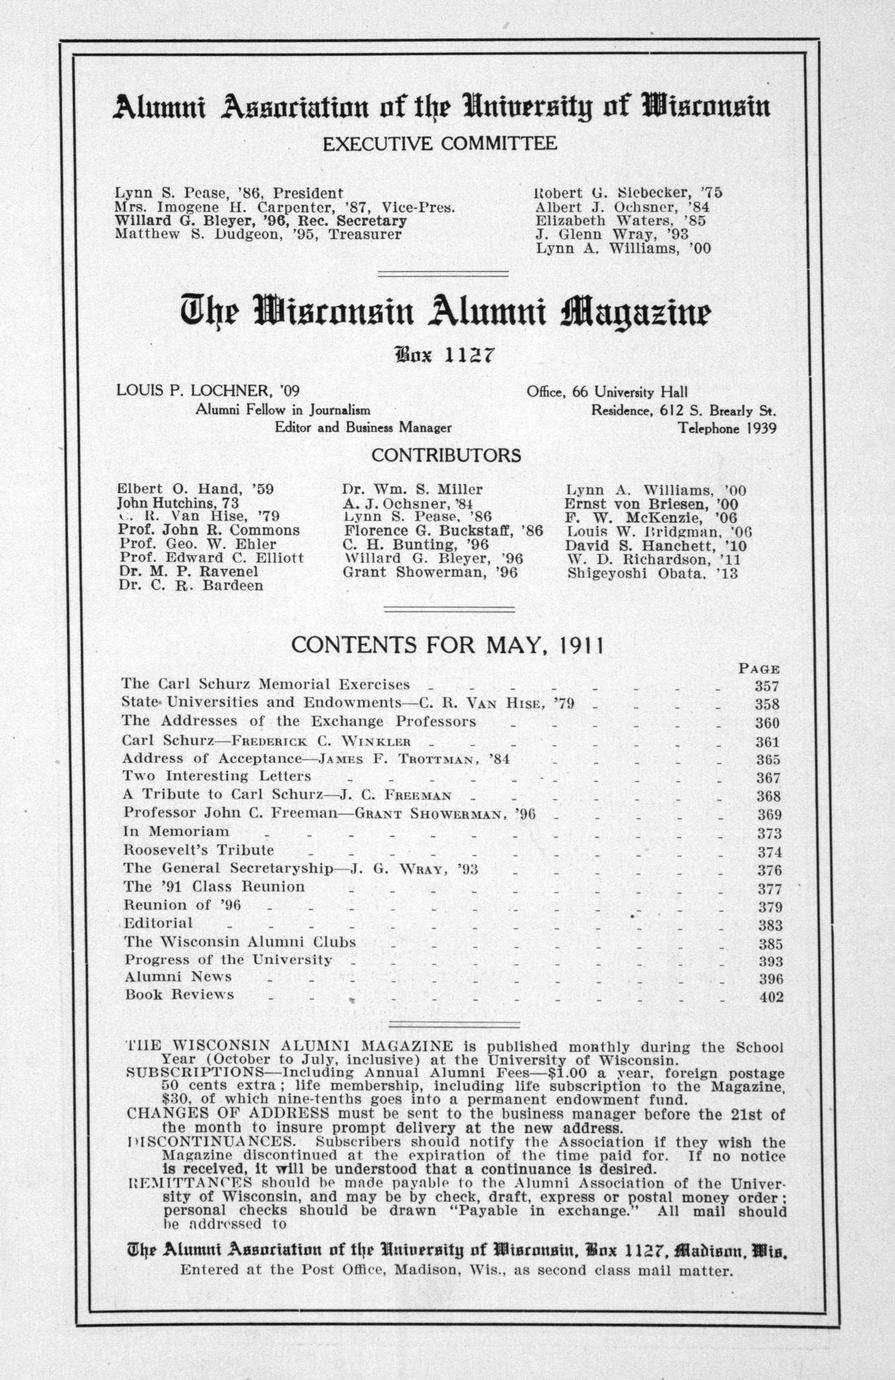 Alumni Association of the University of Wisconsin
EXECUTIVE COMMITTEE
Lynn S. Pease, '86, President
Mrs. Imogene H. Carpenter, '87, Vice-Pres.
Willard G. Bleyer, '96, Rec. Secretary
Matthew S. Dudgeon, '95, Treasurer
Robert G. Siebecker, '75
Albert J. Ochsner, '84
Elizabeth Waters, '85
J. Glenn Wray, '93
Lynn A. Williams, '00
The Wisconsin Alumni Magazine
Box 1127
LOUIS P. LOCHNER, '09
Alumni Fellow in Journalism
Editor and Business Manager
Office, 66 University Hall
Residence, 612 S. Brearly St.
Telephone 1939
CONTRIBUTORS
Elbert O. Hand, '59
John Hutchins, 73
C. R. Van Hise, '79
Prof. John R. Commons
Prof. Geo. W. Ehler
Prof. Edward C. Elliott
Dr. M. P. Ravenel
Dr. C. R. Bardeen
Dr. Wm. S. Miller
A. J. Ochsner, '84
Lynn S. Pease, '86
Florence G. Buckstaff, '86
C. H. Bunting, '96
Willard G. Bleyer, '96
Grant Showerman, '96
Lynn A. Williams, '00
Ernst von Briesen, '00
F. W. McKenzie, '06
Louis W. Bridgman, '06
David S. Hanchett, '10
W. D. Richardson, '11
Shigeyoshi Obata, '13
CONTENTS FOR MAY, 1911
PAGE
The Carl Schurz Memorial Exercises - - - - - - - - 357
State Universities and Endowments—C. R. VAN HISE, '79 - - - - 358
The Addresses of the Exchange Professors - - - - - - 360
Carl Schurz—FREDERICK C. WINKLER - - - - - - - - 361
Address of Acceptance—JAMES F. TROTTMAN, '84 - - - - - 365
Two Interesting Letters - - - - - - - - - - 367
A Tribute to Carl Schurz—J. C. FREEMAN - - - - - - - 368
Professor John C. Freeman—GRANT SHOWERMAN, '96 - - - - - 369
In Memoriam - - - - - - - - - - - - 373
Roosevelt's Tribute - - - - - - - - - - - 374
The General Secretaryship—J. G. WRAY, '93 - - - - - - 376
The '91 Class Reunion - - - - - - - - - - 377
Reunion of '96 - - - - - - - - - - - - 379
Editorial - - - - - - - - - - - - - 383
The Wisconsin Alumni Clubs - - - - - - - - - 385
Progress of the University - - - - - - - - - - 393
Alumni News - - - - - - - - - - - - 396
Book Reviews - - - - - - - - - - - - 402
THE WISCONSIN ALUMNI MAGAZINE is published monthly during the School
Year (October to July, inclusive) at the University of Wisconsin.
SUBSCRIPTIONS—Including Annual Alumni Fees—$1.00 a year, foreign postage
50 cents extra; life membership, including life subscription to the Magazine,
$30, of which nine-tenths goes into a permanent endowment fund.
CHANGES OF ADDRESS must be sent to the business manager before the 21st of
the month to insure prompt delivery at the new address.
DISCONTINUANCES. Subscribers should notify the Association if they wish the
Magazine discontinued at the expiration of the time paid for. If no notice
is received, it will be understood that a continuance is desired.
REMITTANCES should be made payable to the Alumni Association of the Univer-
sity of Wisconsin, and may be by check, draft, express or postal money order;
personal checks should be drawn "Payable in exchange." All mail should
be addressed to
The Alumni Association of the University of Wisconsin, Box 1127, Madison, Wis.
Entered at the Post Office, Madison, Wis., as second class mail matter.